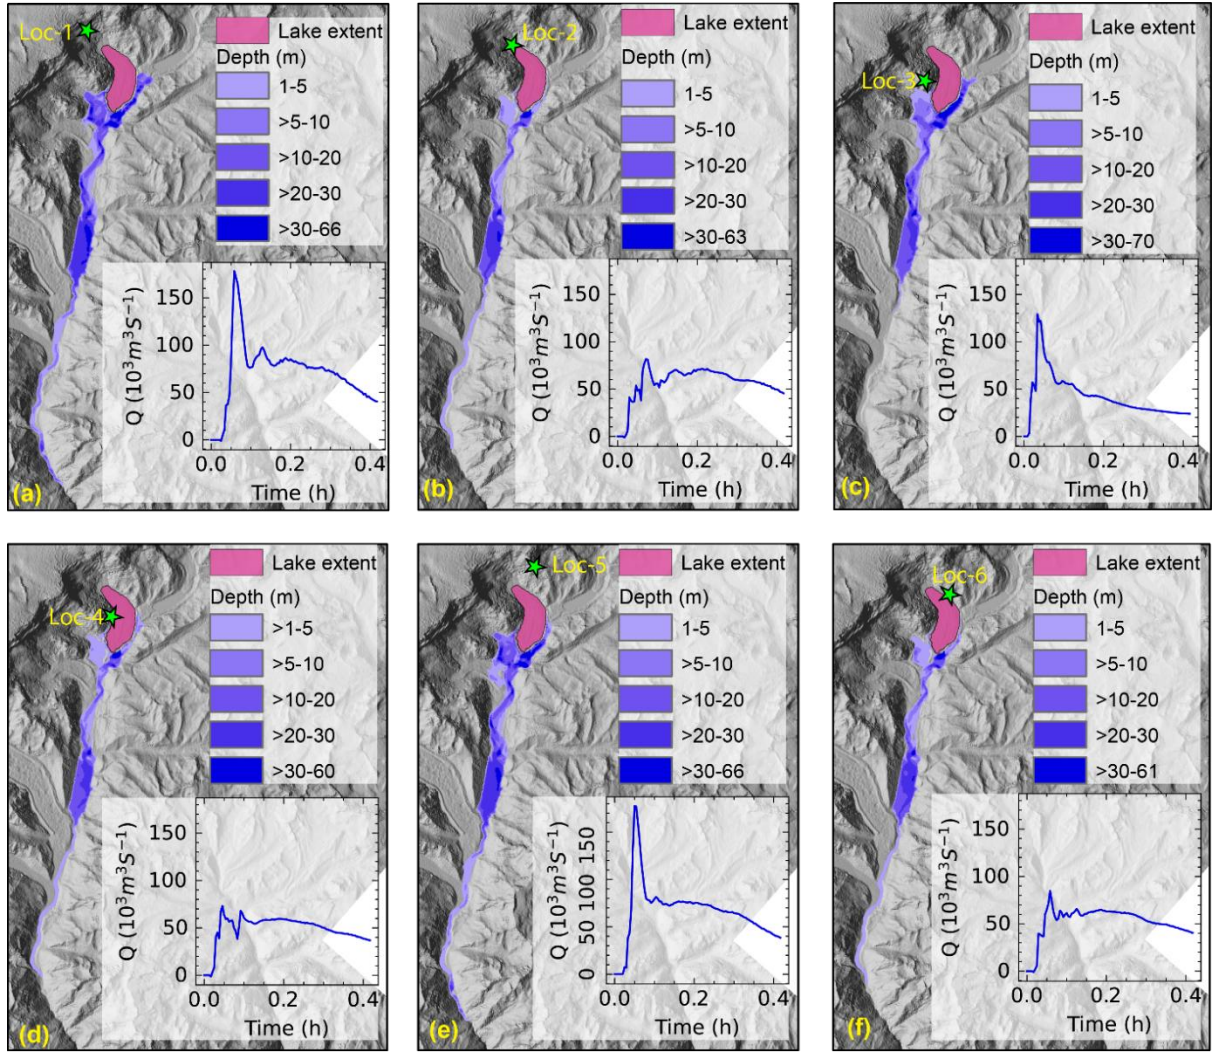 Loc-1
Lake extent
Depth (m)
1-5
>5-10
>10-20
>20-30
>30-66
Q (10³m³S⁻¹)
150
100
50
0
0.0 0.2 0.4
Time (h)
(a)
Loc-2
Lake extent
Depth (m)
1-5
>5-10
>10-20
>20-30
>30-63
Q (10³m³S⁻¹)
150
100
50
0
0.0 0.2 0.4
Time (h)
(b)
Loc-3
Lake extent
Depth (m)
1-5
>5-10
>10-20
>20-30
>30-70
Q (10³m³S⁻¹)
150
100
50
0
0.0 0.2 0.4
Time (h)
(c)
Loc-4
Lake extent
Depth (m)
>1-5
>5-10
>10-20
>20-30
>30-60
Q (10³m³S⁻¹)
150
100
50
0
0.0 0.2 0.4
Time (h)
(d)
Loc-5
Lake extent
Depth (m)
1-5
>5-10
>10-20
>20-30
>30-66
Q (10³m³S⁻¹)
150
100
50
0
0.0 0.2 0.4
Time (h)
(e)
Loc-6
Lake extent
Depth (m)
1-5
>5-10
>10-20
>20-30
>30-61
Q (10³m³S⁻¹)
150
100
50
0
0.0 0.2 0.4
Time (h)
(f)